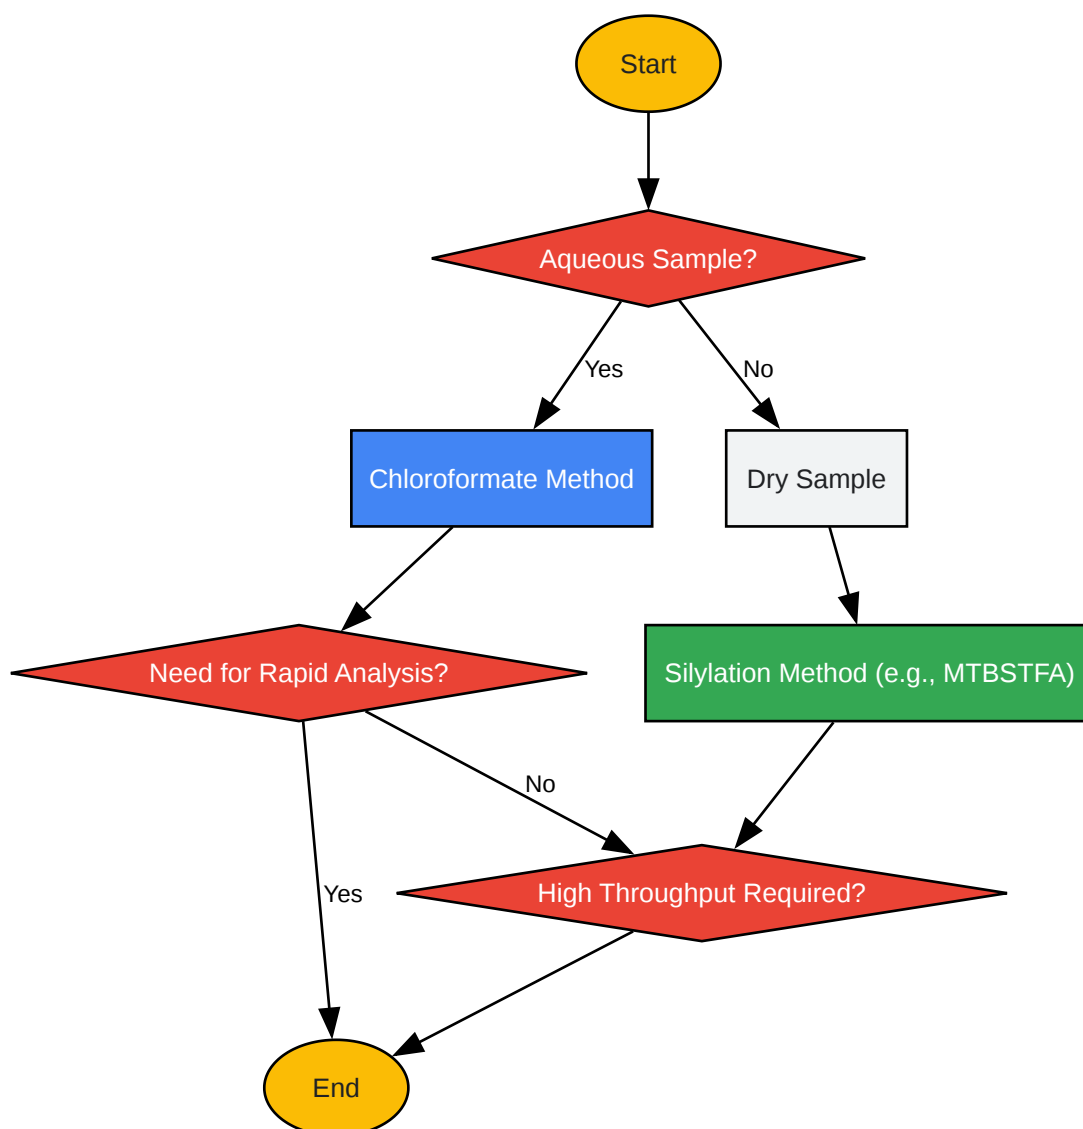 Start
Aqueous Sample?
Yes
No
Chloroformate Method
Dry Sample
Need for Rapid Analysis?
Silylation Method (e.g., MTBSTFA)
No
Yes
High Throughput Required?
End